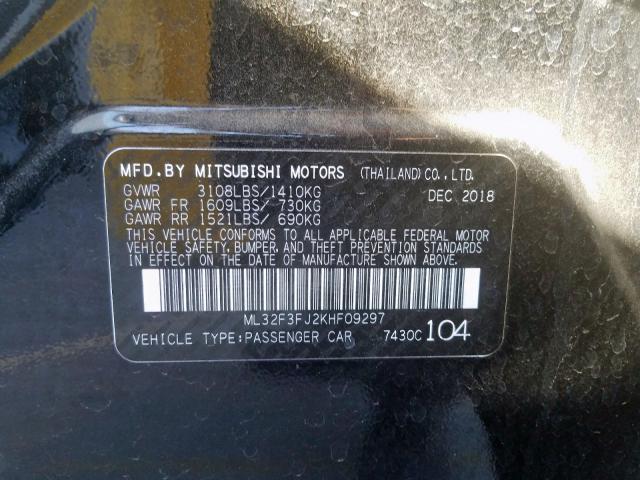 MFD.BY MITSUBISHI MOTORS (THAILAND)CO.,LTD.
GVWR 3108LBS/1410KG DEC 2018
GAWR FR 1609LBS/ 730KG
GAWR RR 1521LBS/ 690KG
THIS VEHICLE CONFORMS TO ALL APPLICABLE FEDERAL MOTOR
VEHICLE SAFETY, BUMPER, AND THEFT PREVENTION STANDARDS
IN EFFECT ON THE DATE OF MANUFACTURE SHOWN ABOVE.
ML32F3FJ2KHF09297
VEHICLE TYPE:PASSENGER CAR 7430C 104